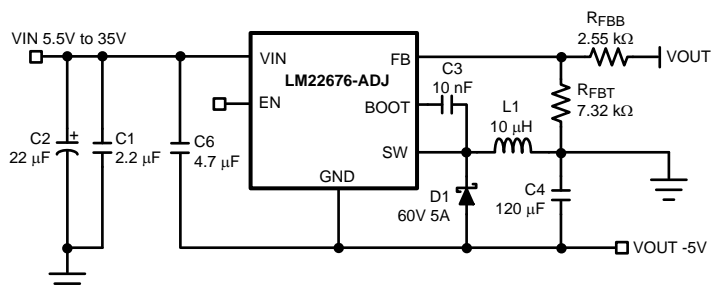 VIN 5.5V to 35V
C2
22 μF
+
C1
2.2 μF
C6
4.7 μF
VIN
FB
LM22676-ADJ
EN
BOOT
SW
GND
C3
10 nF
RFBB
2.55 kΩ
VOUT
RFBT
7.32 kΩ
L1
10 μH
D1
60V 5A
C4
120 μF
VOUT -5V